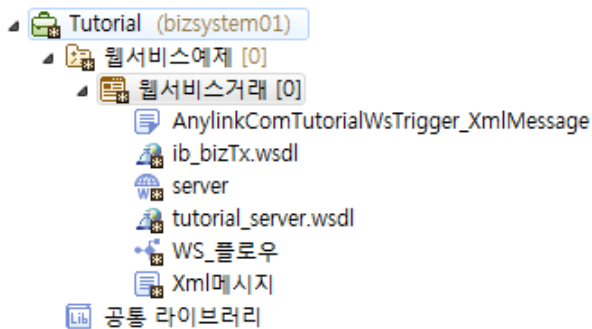 Tutorial (bizsystem01)
웹서비스예제 [0]
웹서비스거래 [0]
AnylinkComTutorialWsTrigger_XmlMessage
ib_bizTx.wsdl
server
tutorial_server.wsdl
WS_플로우
Xml메시지
공통 라이브러리